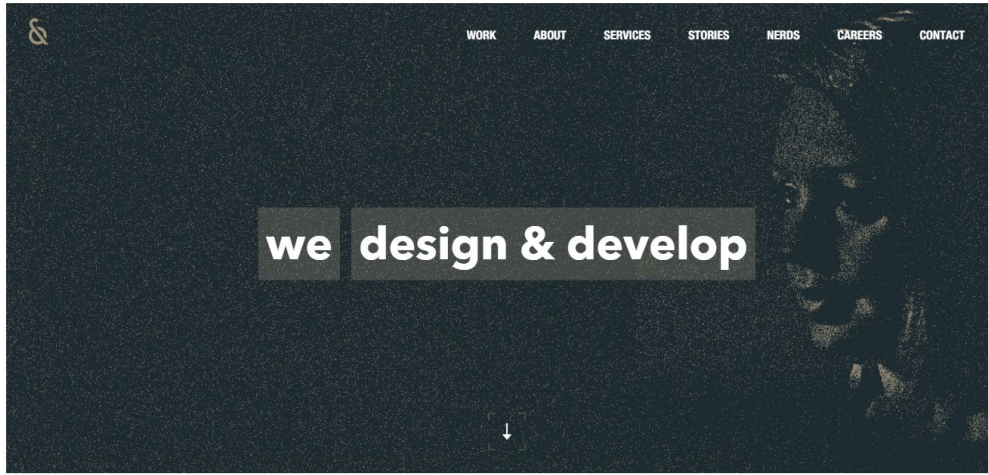 &
WORK ABOUT SERVICES STORIES NERDS CAREERS CONTACT
we design & develop